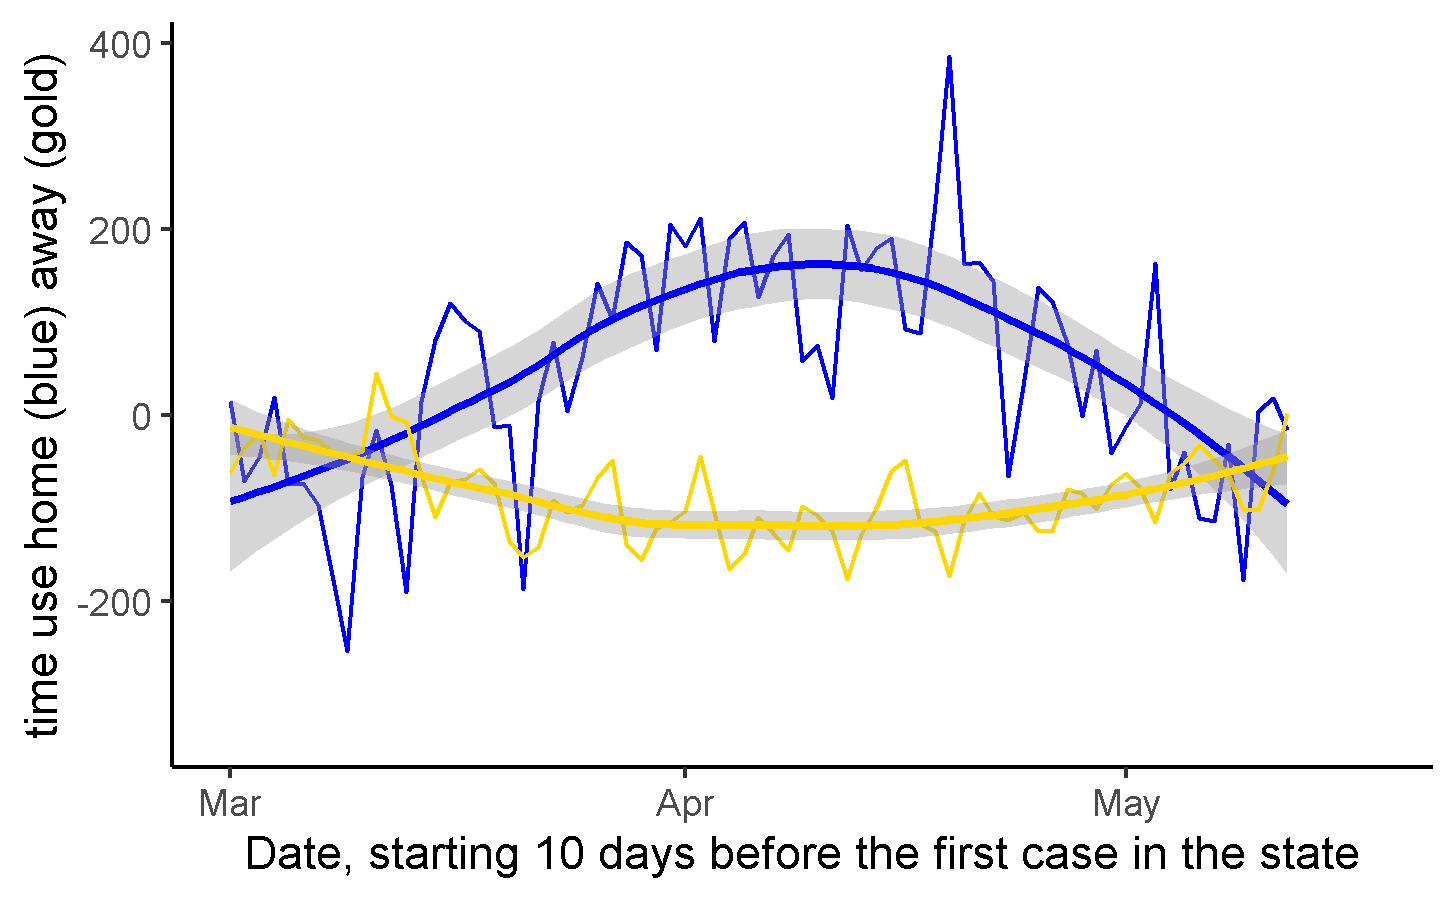 time use home (blue) away (gold)
400
200
0
-200
Mar
Apr
May
Date, starting 10 days before the first case in the state